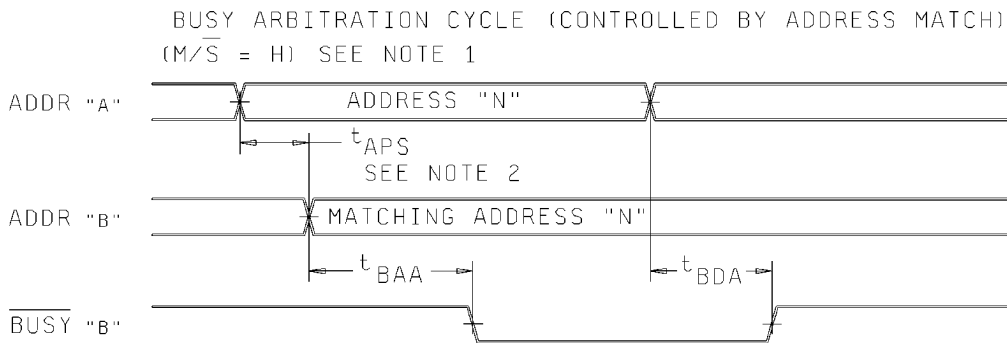 BUSY ARBITRATION CYCLE (CONTROLLED BY ADDRESS MATCH)
(M/S̅ = H) SEE NOTE 1
ADDR "A"
ADDRESS "N"
tAPS
SEE NOTE 2
ADDR "B"
MATCHING ADDRESS "N"
tBAA
tBDA
B̅U̅S̅Y̅ "B"